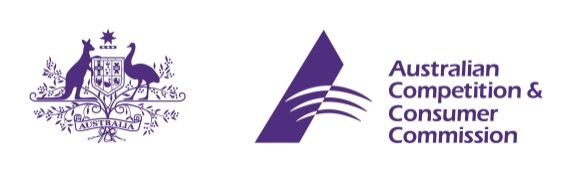 AUSTRALIA
Australian
Competition &
Consumer
Commission